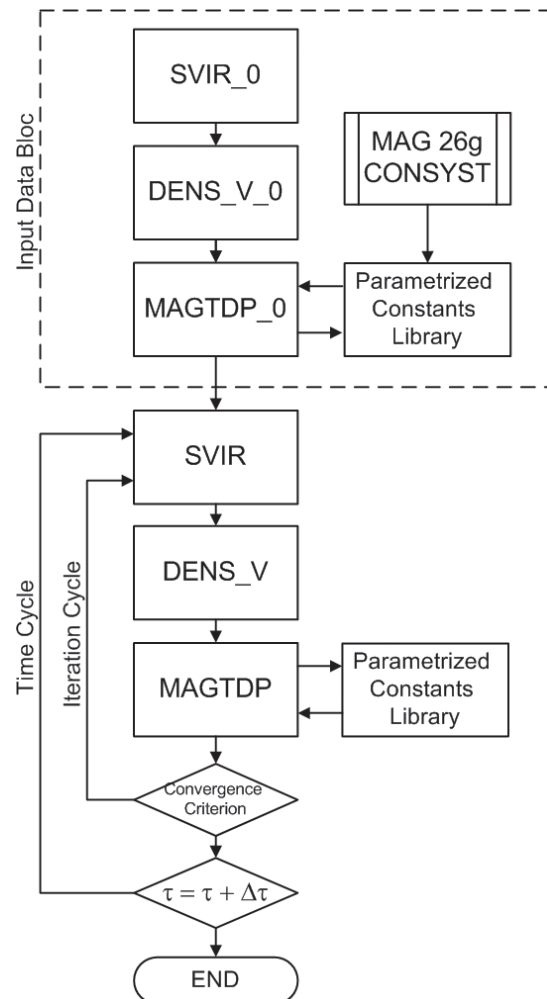 Input Data Bloc
SVIR_0
DENS_V_0
MAG 26g
CONSYST
MAGTDP_0
Parametrized
Constants
Library
Time Cycle
Iteration Cycle
SVIR
DENS_V
MAGTDP
Parametrized
Constants
Library
Convergence
Criterion
τ = τ + Δτ
END